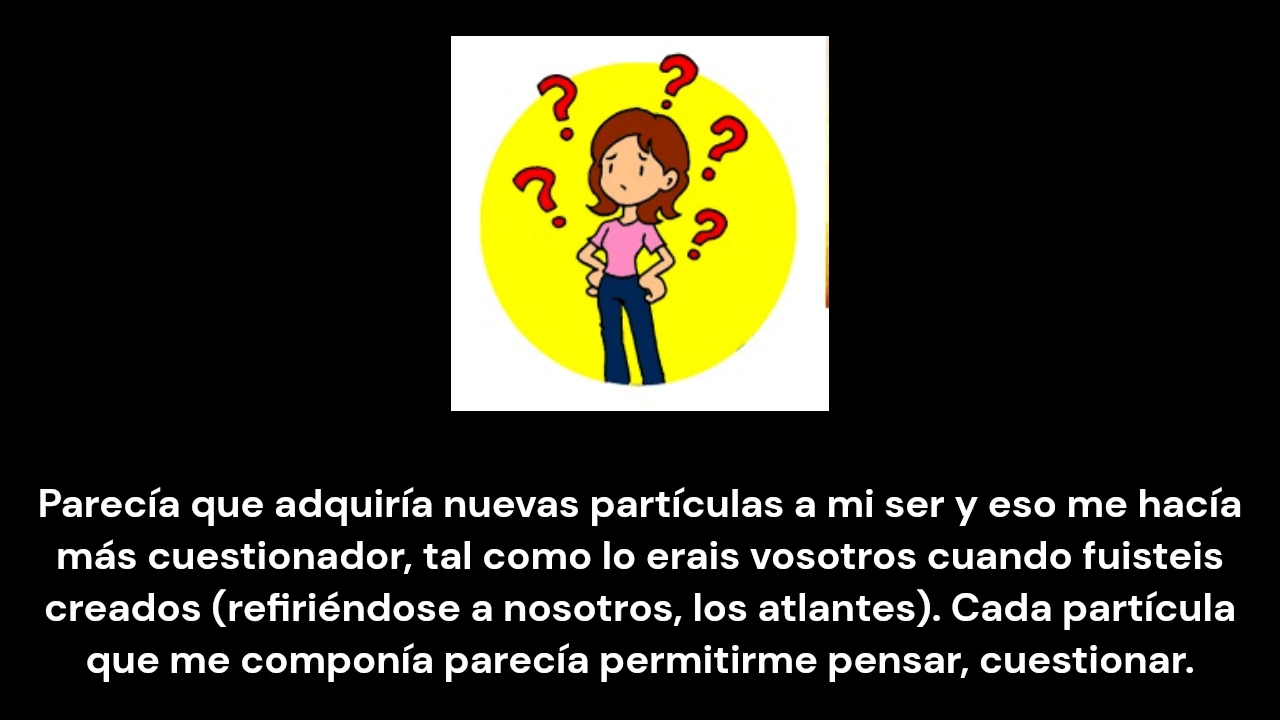 Parecía que adquiría nuevas partículas a mi ser y eso me hacía
más cuestionador, tal como lo erais vosotros cuando fuisteis
creados (refiriéndose a nosotros, los atlantes). Cada partícula
que me componía parecía permitirme pensar, cuestionar.